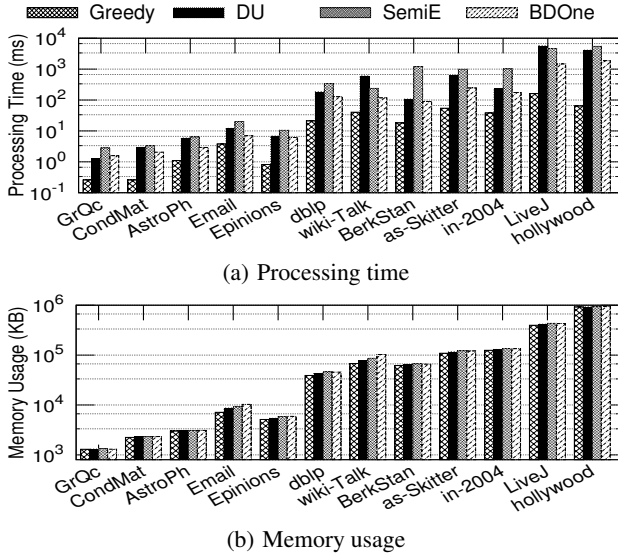 Greedy DU SemiE BDOne
Processing Time (ms)
10^4
10^3
10^2
10^1
10^0
10^-1
GrQc CondMat AstroPh Email Epinions dblp wiki-Talk BerkStan as-Skitter in-2004 LiveJ hollywood
(a) Processing time
Memory Usage (KB)
10^6
10^5
10^4
10^3
GrQc CondMat AstroPh Email Epinions dblp wiki-Talk BerkStan as-Skitter in-2004 LiveJ hollywood
(b) Memory usage